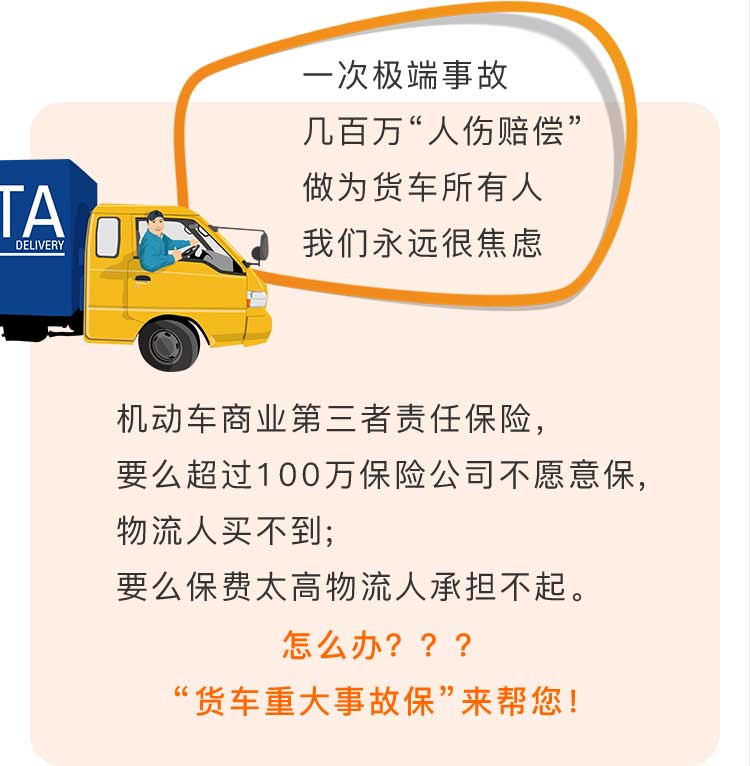 一次极端事故
几百万“人伤赔偿”
做为货车所有人
我们永远很焦虑
TA
DELIVERY
机动车商业第三者责任保险,
要么超过100万保险公司不愿意保,
物流人买不到;
要么保费太高物流人承担不起。
怎么办? ? ?
“货车重大事故保”来帮您!